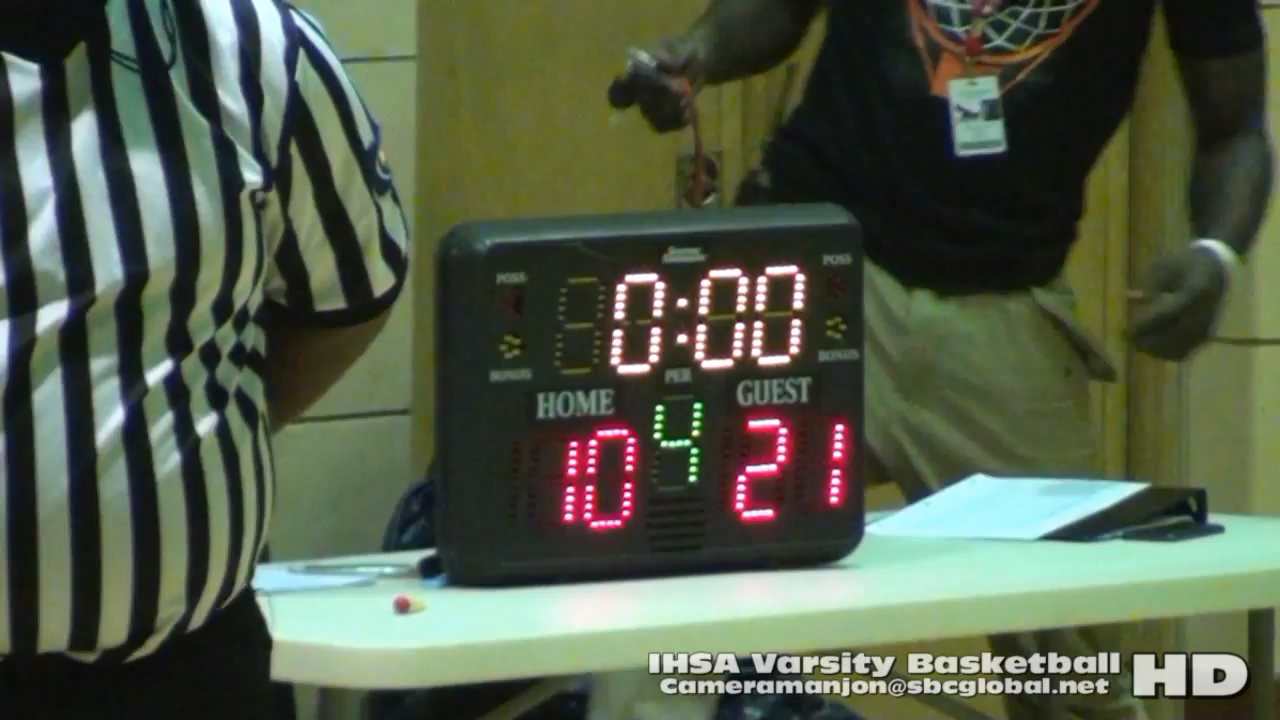 POSS
POSS
0:00
BONUS
BONUS
PER
HOME
GUEST
10
4
21
IHSA Varsity Basketball
Cameramanjon@sbcglobal.net
HD